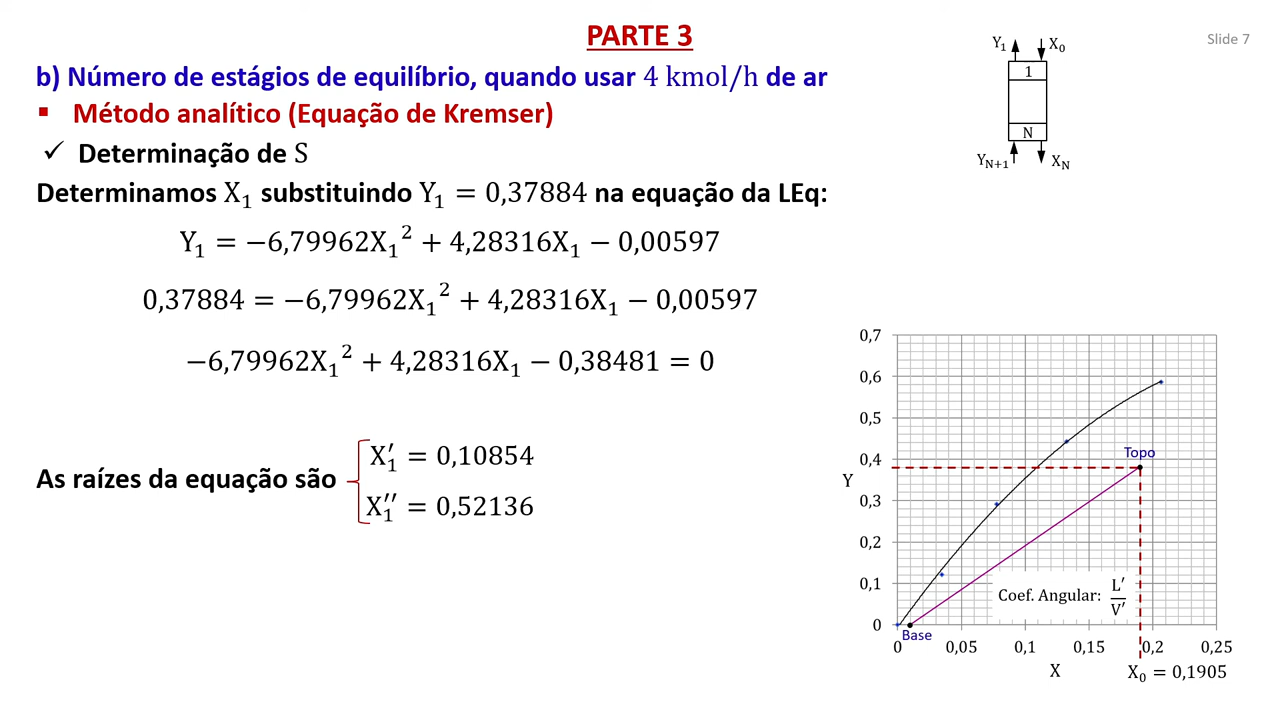 PARTE 3
Slide 7
b) Número de estágios de equilíbrio, quando usar 4 kmol/h de ar
▪ Método analítico (Equação de Kremser)
✓ Determinação de S
Determinamos X₁ substituindo Y₁ = 0,37884 na equação da LEq:
Y₁ = −6,79962X₁² + 4,28316X₁ − 0,00597
0,37884 = −6,79962X₁² + 4,28316X₁ − 0,00597
−6,79962X₁² + 4,28316X₁ − 0,38481 = 0
As raízes da equação são
X₁′ = 0,10854
X₁′′ = 0,52136
Y₁ X₀
1
N
Y_N+1 X_N
0,7
0,6
0,5
0,4
0,3
0,2
0,1
0
Y
Topo
Coef. Angular: L′/V′
Base
0 0,05 0,1 0,15 0,2 0,25
X
X₀ = 0,1905